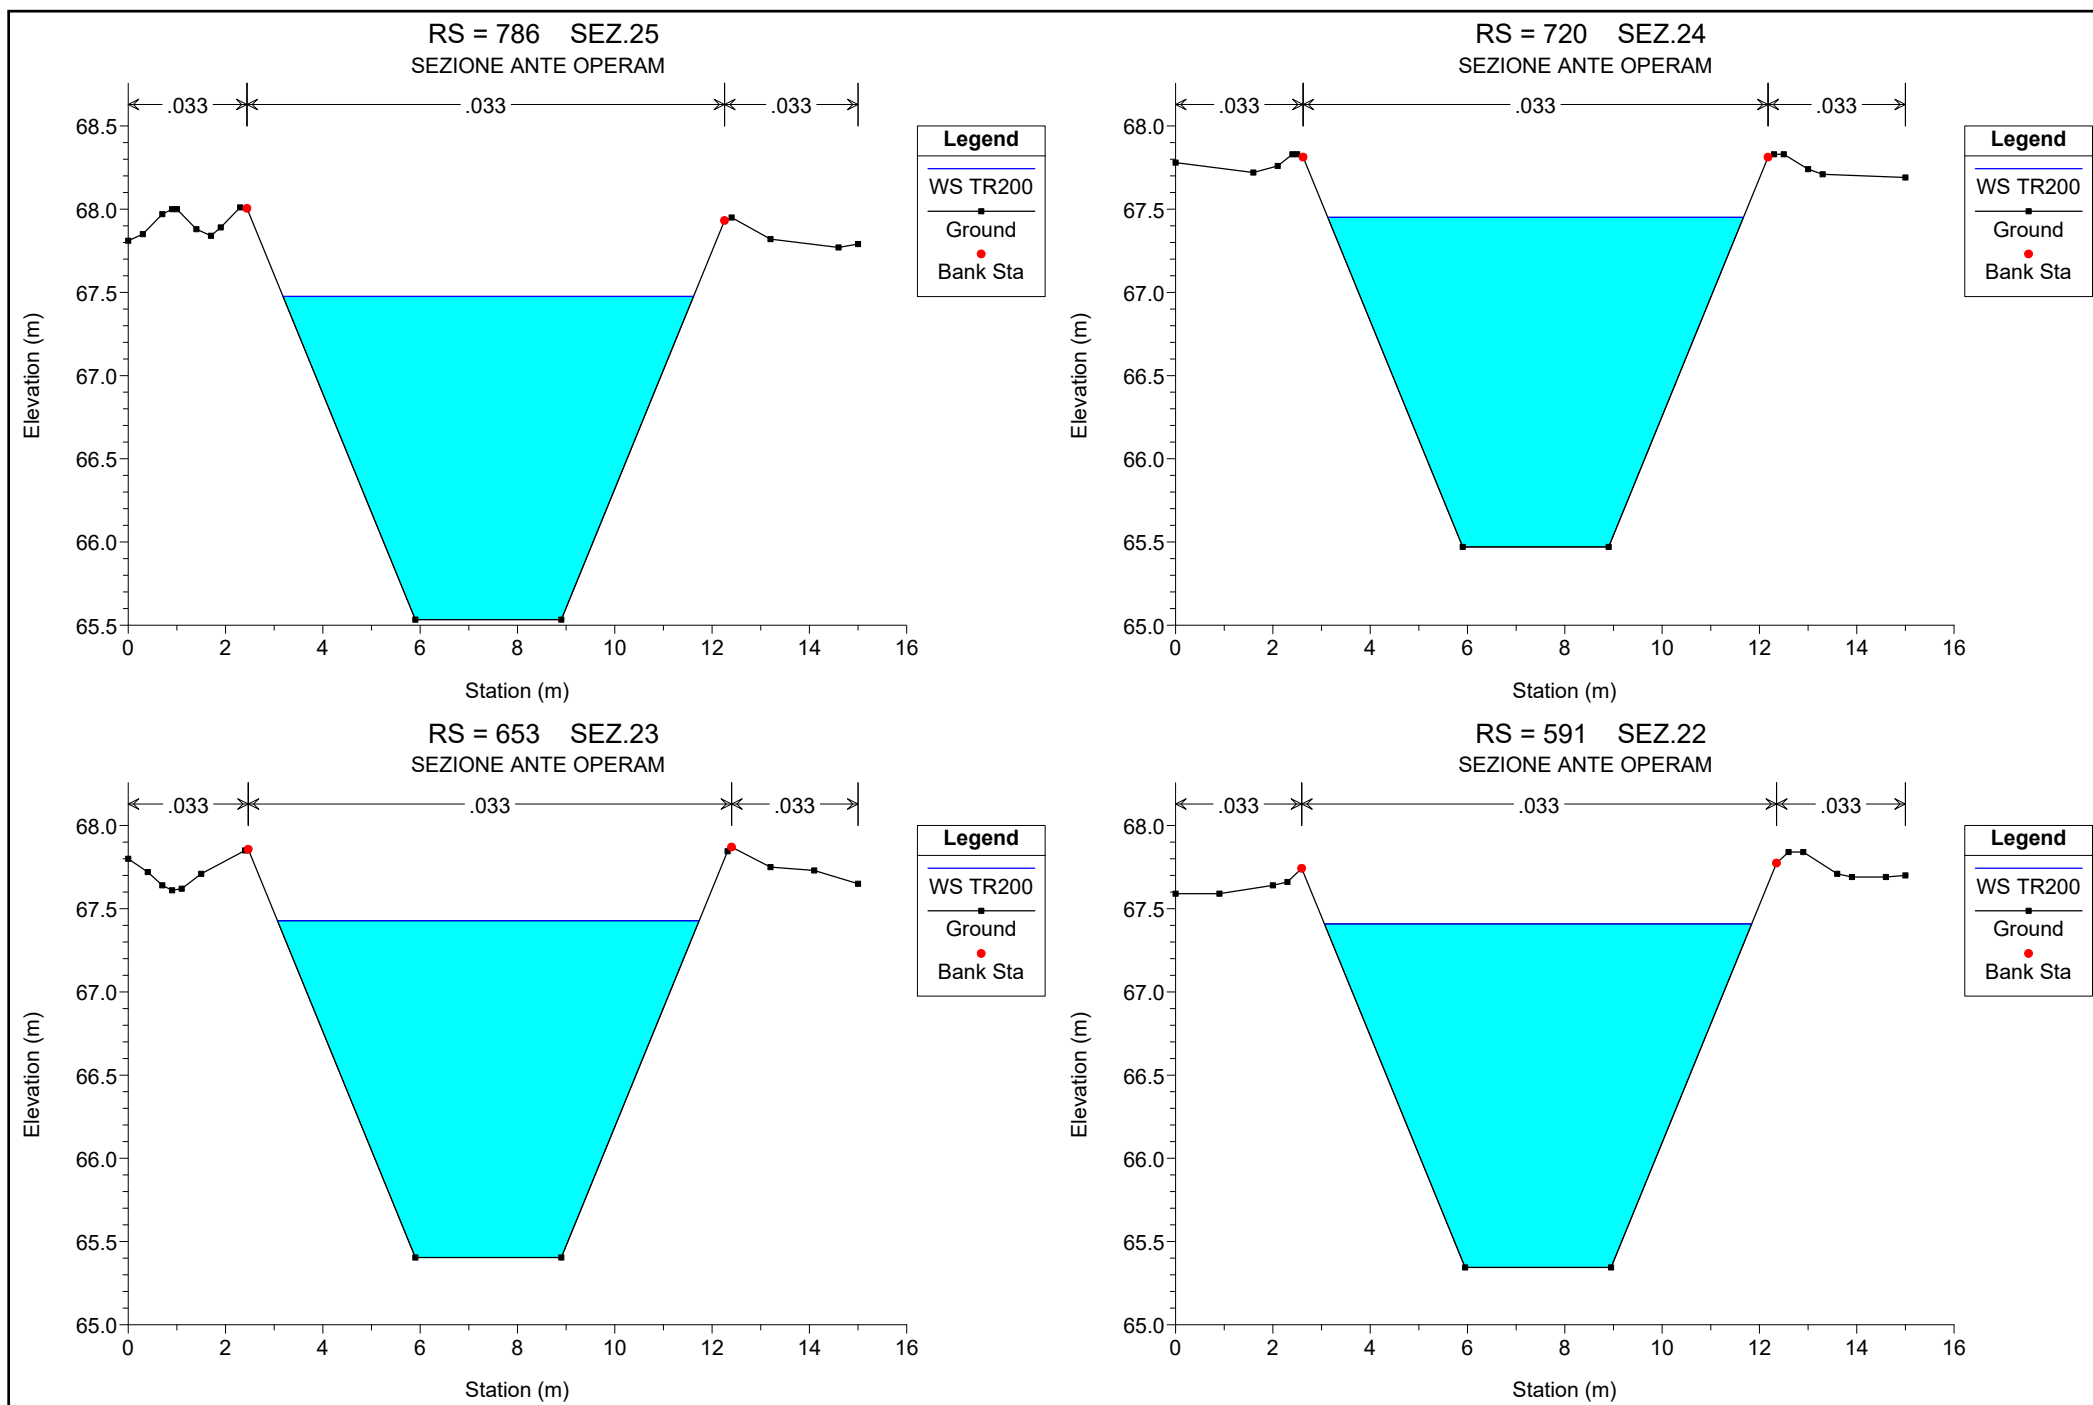 RS = 786 SEZ.25
SEZIONE ANTE OPERAM
.033 .033 .033
68.5
68.0
67.5
67.0
66.5
66.0
65.5
0 2 4 6 8 10 12 14 16
Station (m)
Elevation (m)
Legend
WS TR200
Ground
Bank Sta
RS = 720 SEZ.24
SEZIONE ANTE OPERAM
.033 .033 .033
68.0
67.5
67.0
66.5
66.0
65.5
65.0
0 2 4 6 8 10 12 14 16
Station (m)
Elevation (m)
Legend
WS TR200
Ground
Bank Sta
RS = 653 SEZ.23
SEZIONE ANTE OPERAM
.033 .033 .033
68.0
67.5
67.0
66.5
66.0
65.5
65.0
0 2 4 6 8 10 12 14 16
Station (m)
Elevation (m)
Legend
WS TR200
Ground
Bank Sta
RS = 591 SEZ.22
SEZIONE ANTE OPERAM
.033 .033 .033
68.0
67.5
67.0
66.5
66.0
65.5
65.0
0 2 4 6 8 10 12 14 16
Station (m)
Elevation (m)
Legend
WS TR200
Ground
Bank Sta